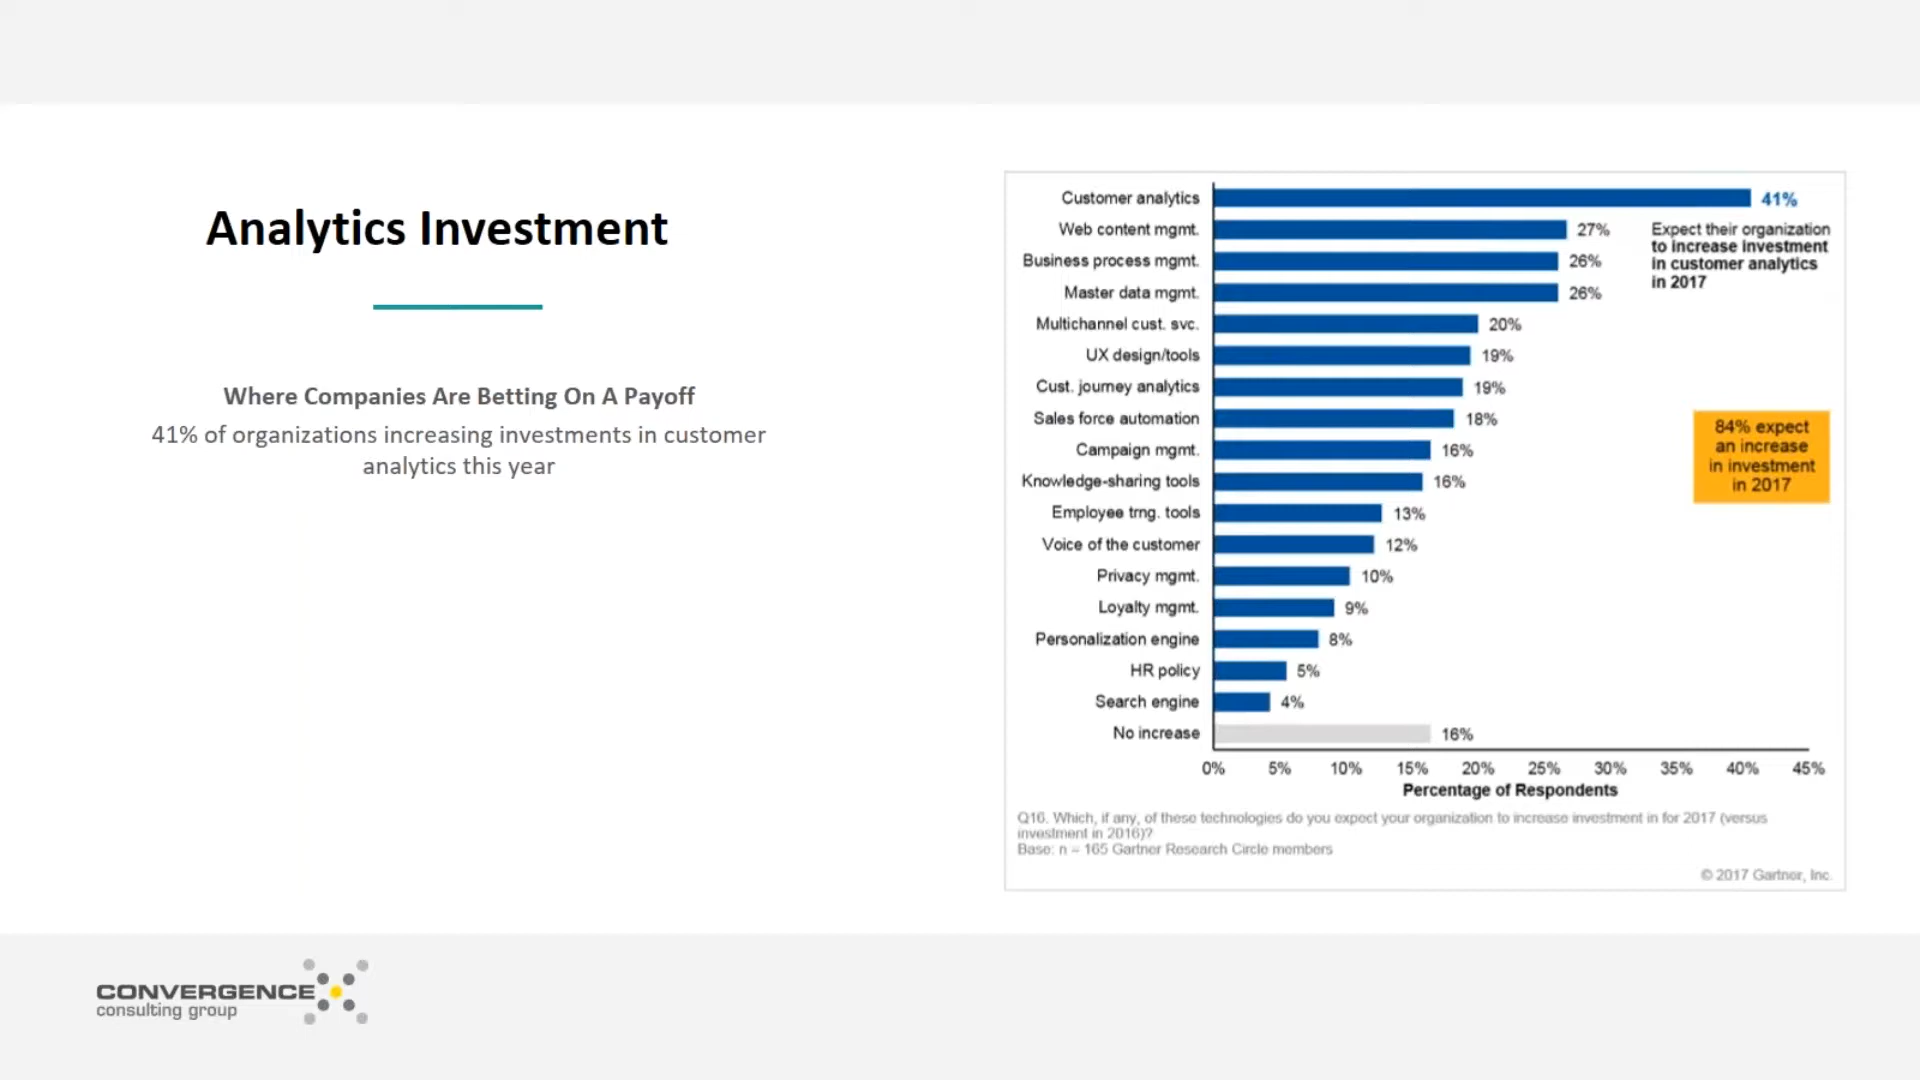 Analytics Investment
Where Companies Are Betting On A Payoff
41% of organizations increasing investments in customer
analytics this year
Customer analytics 41%
Web content mgmt. 27%
Business process mgmt. 26%
Master data mgmt. 26%
Multichannel cust. svc. 20%
UX design/tools 19%
Cust. journey analytics 19%
Sales force automation 18%
Campaign mgmt. 16%
Knowledge-sharing tools 16%
Employee trng. tools 13%
Voice of the customer 12%
Privacy mgmt. 10%
Loyalty mgmt. 9%
Personalization engine 8%
HR policy 5%
Search engine 4%
No increase 16%
Expect their organization
to increase investment
in customer analytics
in 2017
84% expect
an increase
in investment
in 2017
0% 5% 10% 15% 20% 25% 30% 35% 40% 45%
Percentage of Respondents
Q16. Which, if any, of these technologies do you expect your organization to increase investment in for 2017 (versus
investment in 2016)?
Base: n = 165 Gartner Research Circle members
© 2017 Gartner, Inc.
CONVERGENCE
consulting group